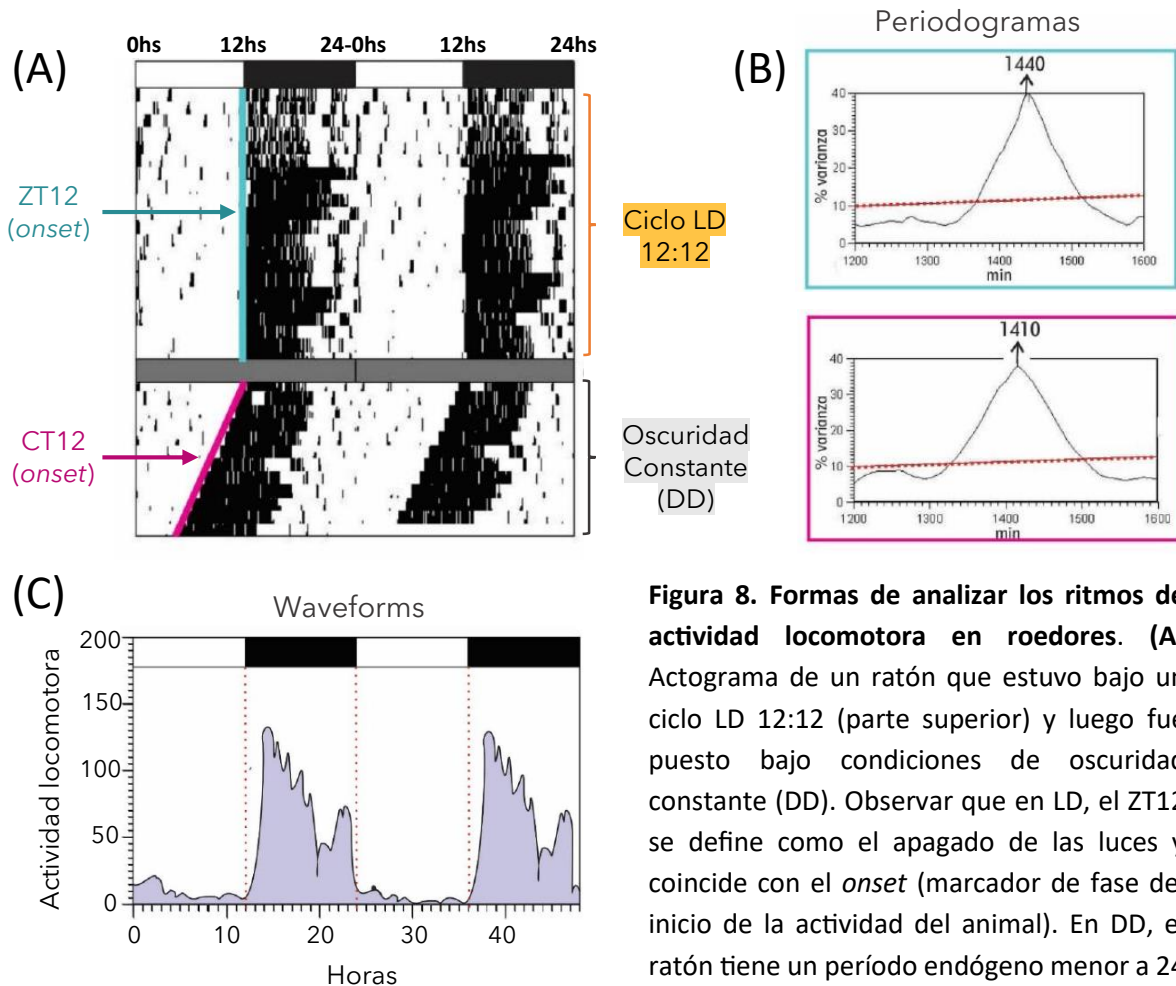 Periodogramas
(A)
0hs 12hs 24-0hs 12hs 24hs
ZT12
(onset)
CT12
(onset)
Ciclo LD
12:12
Oscuridad
Constante
(DD)
(B)
1440
40
30
20
10
0
% varianza
1200 1300 1400 1500 1600
min
1410
40
30
20
10
0
% varianza
1200 1300 1400 1500 1600
min
(C)
Waveforms
200
150
100
50
0
Actividad locomotora
0 10 20 30 40
Horas
Figura 8. Formas de analizar los ritmos de
actividad locomotora en roedores. (A
Actograma de un ratón que estuvo bajo un
ciclo LD 12:12 (parte superior) y luego fue
puesto bajo condiciones de oscuridad
constante (DD). Observar que en LD, el ZT12
se define como el apagado de las luces y
coincide con el onset (marcador de fase de
inicio de la actividad del animal). En DD, e
ratón tiene un período endógeno menor a 24